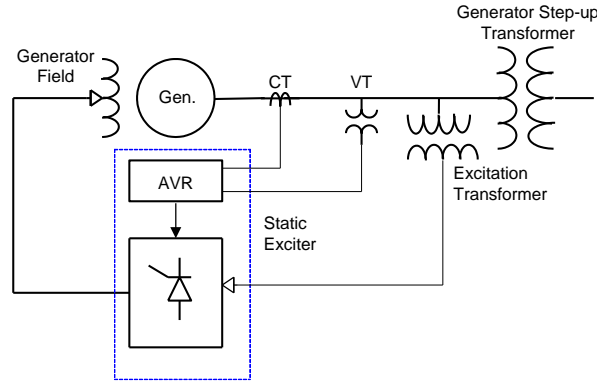 Generator Step-up
Transformer
Generator
Field
Gen.
CT
VT
AVR
Excitation
Transformer
Static
Exciter